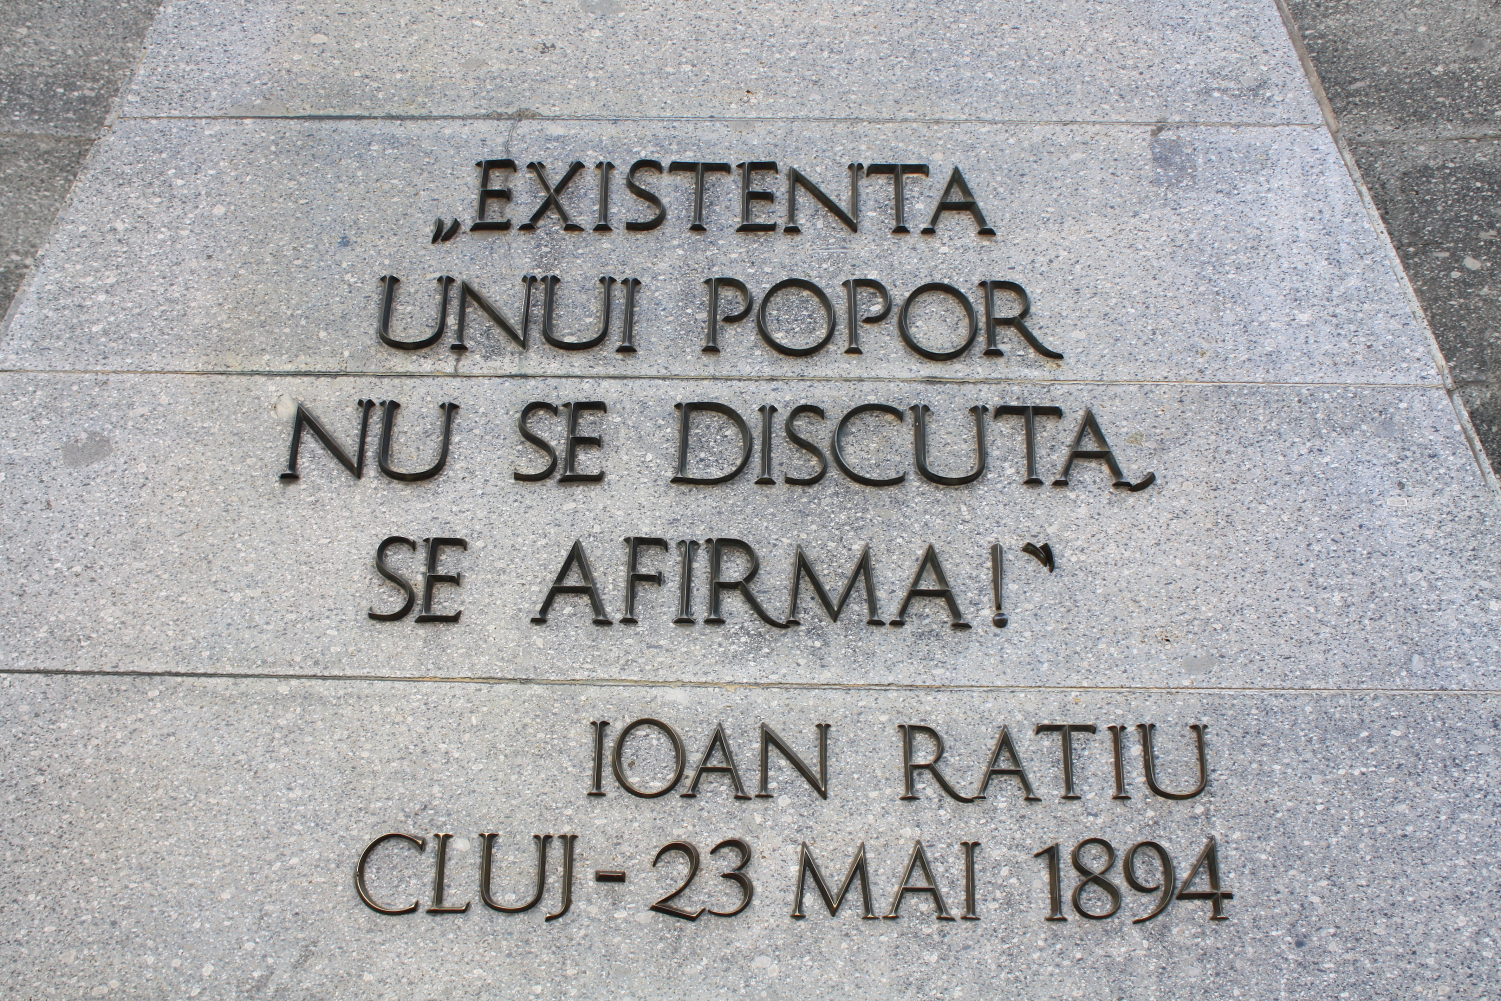 „EXISTENTA
UNUI POPOR
NU SE DISCUTA,
SE AFIRMA!”
IOAN RATIU
CLUJ-23 MAI 1894